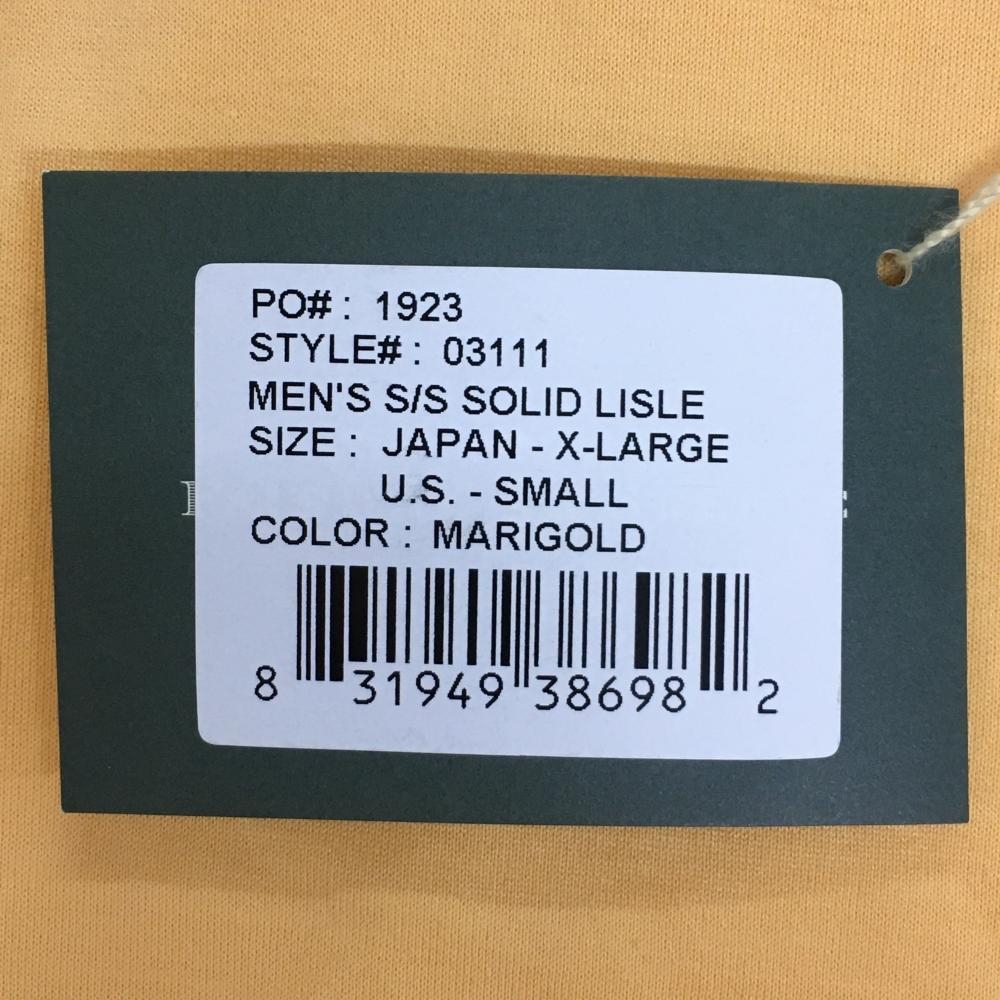 PO# : 1923
STYLE# : 03111
MEN'S S/S SOLID LISLE
SIZE : JAPAN - X-LARGE
U.S. - SMALL
COLOR : MARIGOLD
8 31949 38698 2